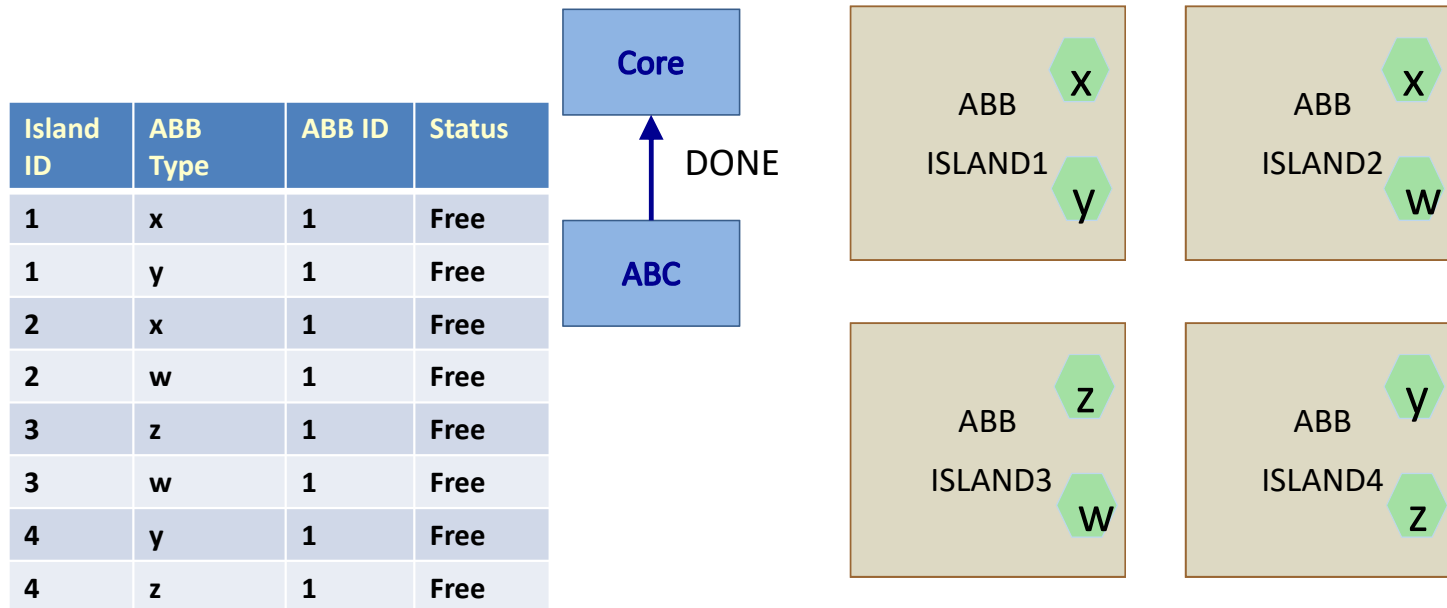 Island ID ABB Type ABB ID Status
1 x 1 Free
1 y 1 Free
2 x 1 Free
2 w 1 Free
3 z 1 Free
3 w 1 Free
4 y 1 Free
4 z 1 Free
Core
DONE
ABC
x
ABB
ISLAND1
y
x
ABB
ISLAND2
w
z
ABB
ISLAND3
w
y
ABB
ISLAND4
z